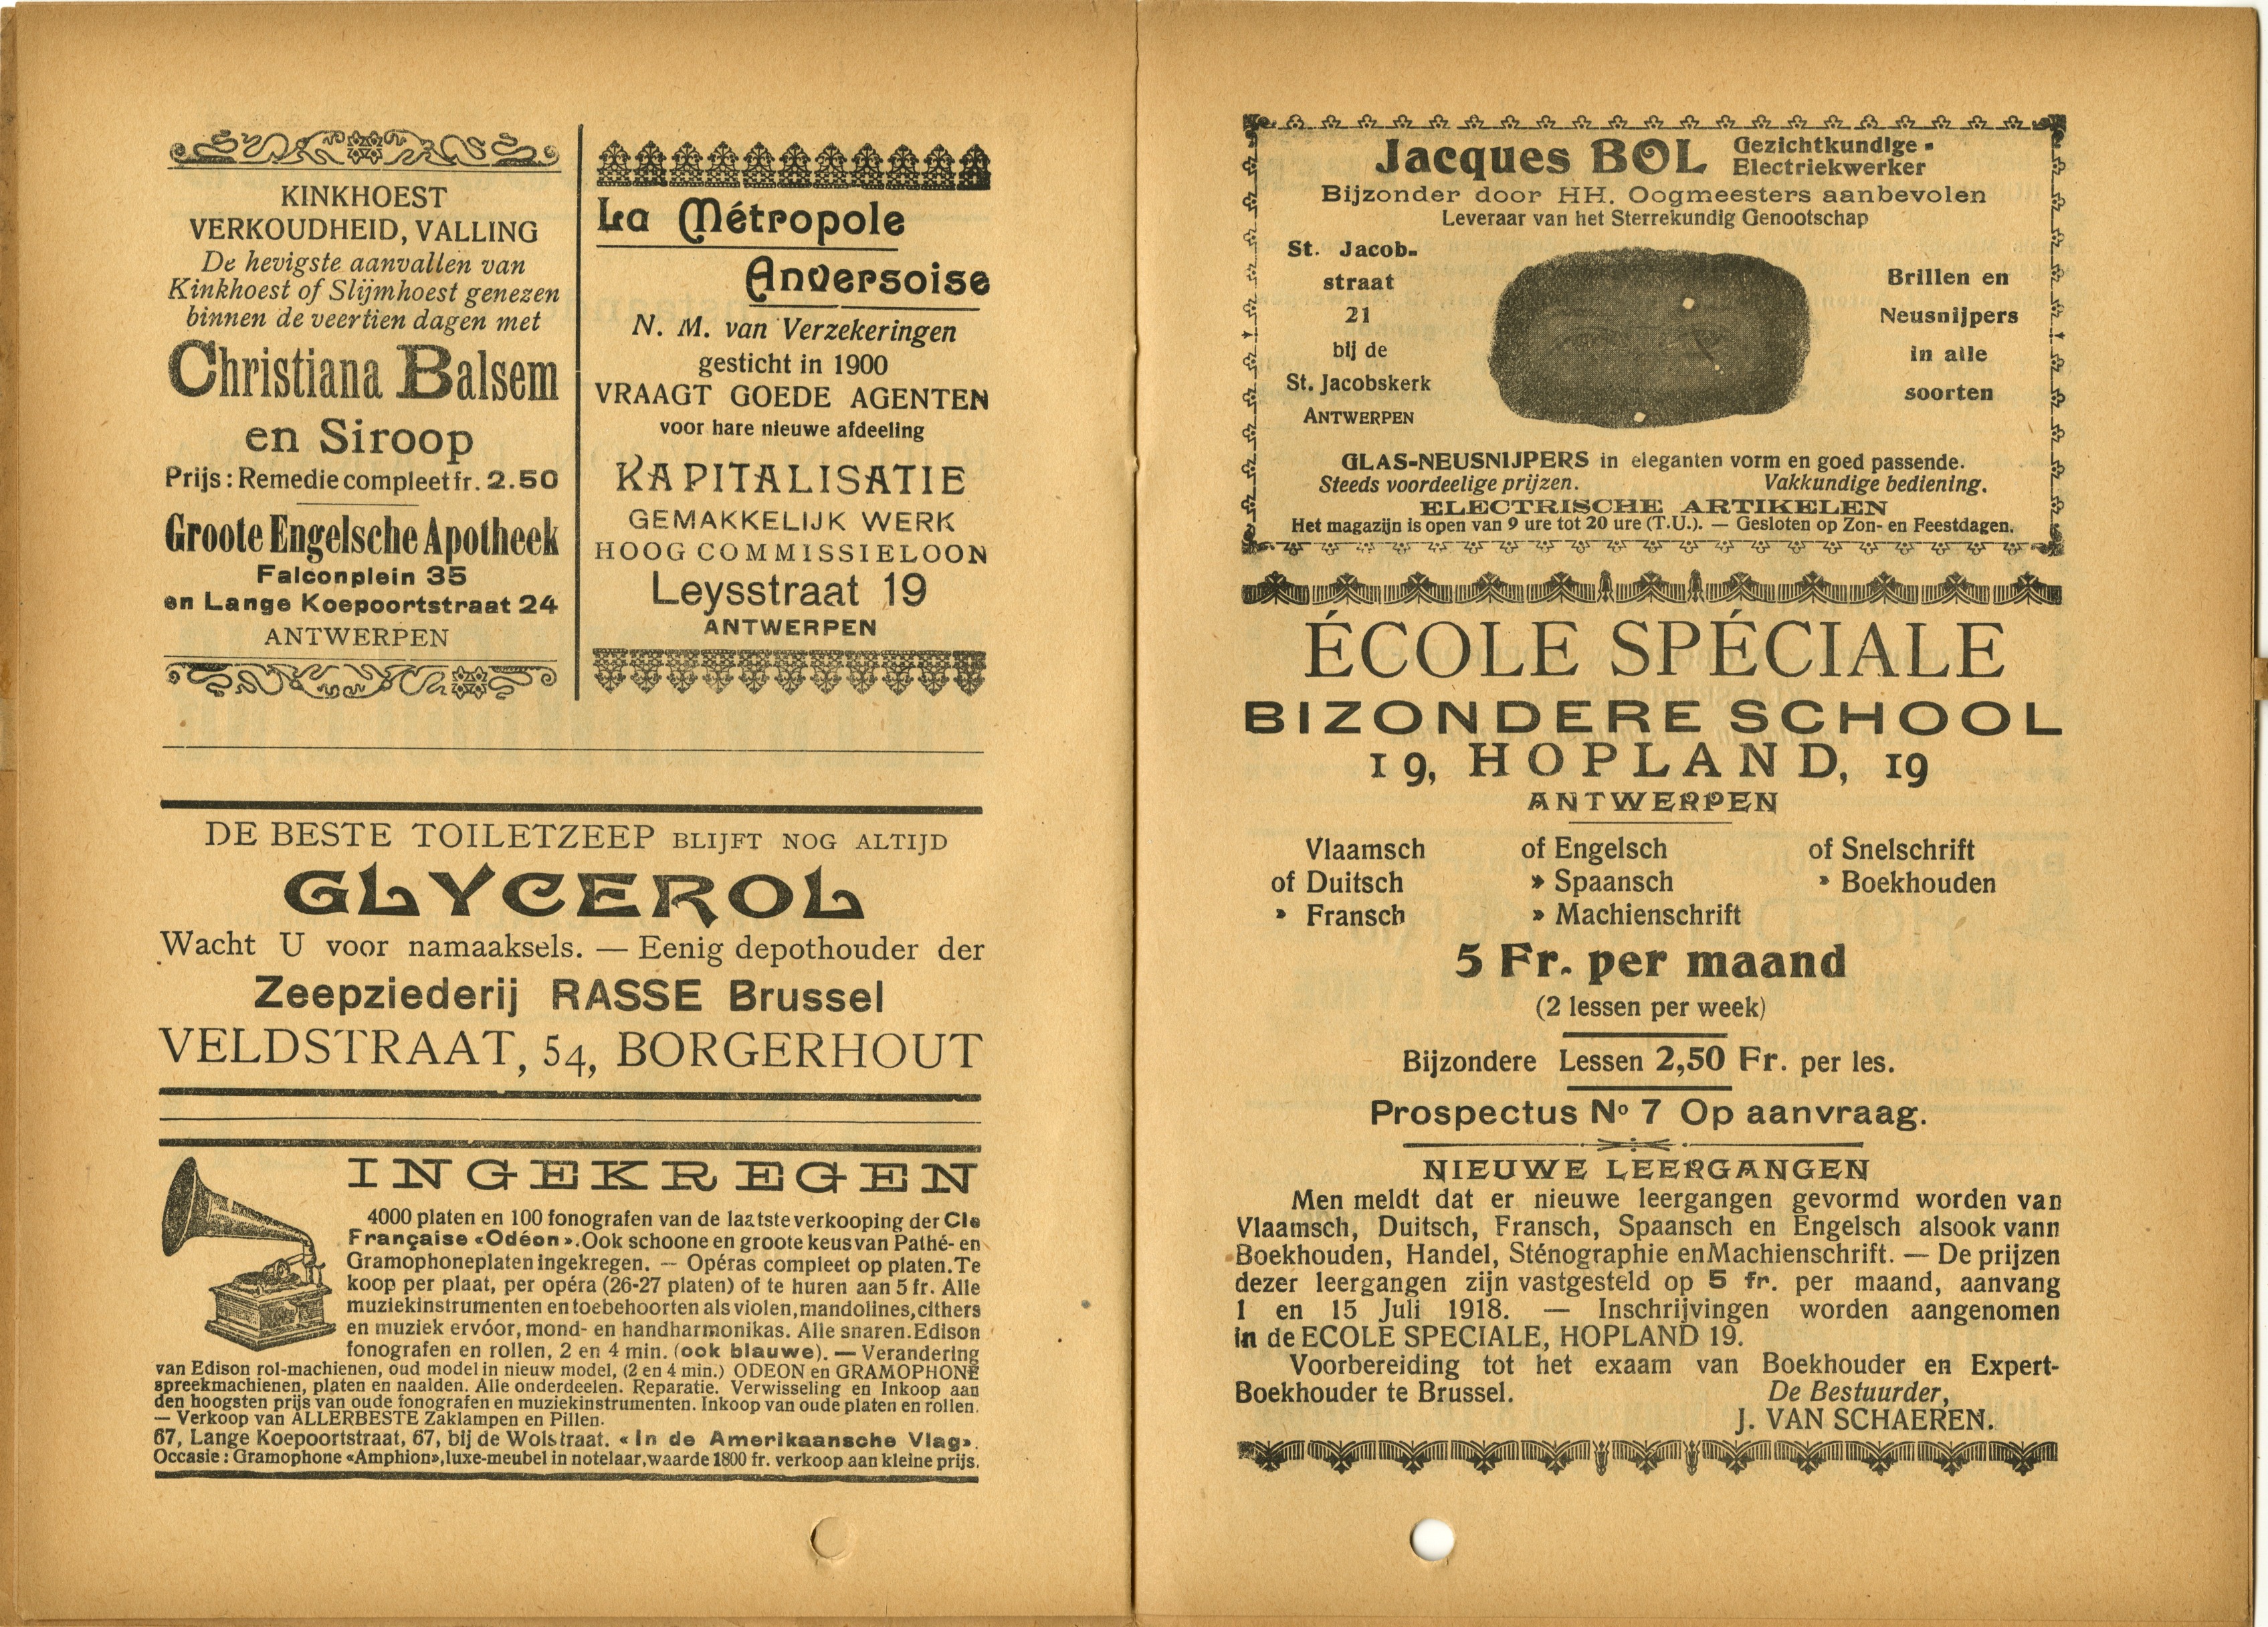 KINKHOEST
VERKOUDHEID, VALLING
De hevigste aanvallen van
Kinkhoest of Slijmhoest genezen
binnen de veertien dagen met
Christiana Balsem
en Siroop
Prijs: Remedie compleet fr. 2.50
Groote Engelsche Apotheek
Falconplein 35
en Lange Koepoortstraat 24
ANTWERPEN
La Métropole
Anversoise
N. M. van Verzekeringen
gesticht in 1900
VRAAGT GOEDE AGENTEN
voor hare nieuwe afdeeling
KAPITALISATIE
GEMAKKELIJK WERK
HOOG COMMISSIELOON
Leysstraat 19
ANTWERPEN
DE BESTE TOILETZEEP BLIJFT NOG ALTIJD
GLYCEROL
Wacht U voor namaaksels. — Eenig depothouder der
Zeepziederij RASSE Brussel
VELDSTRAAT, 54, BORGERHOUT
INGEKREGEN
4000 platen en 100 fonografen van de laatste verkooping der Cie
Française «Odéon». Ook schoone en groote keus van Pathé- en
Gramophoneplaten ingekregen. — Opéras compleet op platen. Te
koop per plaat, per opéra (26-27 platen) of te huren aan 5 fr. Alle
muziekinstrumenten en toebehoorten als violen, mandolines, cithers
en muziek ervóor, mond- en handharmonikas. Alle snaren. Edison
fonografen en rollen, 2 en 4 min. (ook blauwe). — Verandering
van Edison rol-machienen, oud model in nieuw model, (2 en 4 min.) ODEON en GRAMOPHONE
spreekmachienen, platen en naalden. Alle onderdeelen. Reparatie. Verwisseling en Inkoop aan
den hoogsten prijs van oude fonografen en muziekinstrumenten. Inkoop van oude platen en rollen.
— Verkoop van ALLERBESTE Zaklampen en Pillen.
67, Lange Koepoortstraat, 67, bij de Wolstraat. «In de Amerikaansche Vlag».
Occasie: Gramophone «Amphion», luxe-meubel in notelaar, waarde 1800 fr. verkoop aan kleine prijs.
Jacques BOL Gezichtkundige-
Electriekwerker
Bijzonder door HH. Oogmeesters aanbevolen
Leveraar van het Sterrekundig Genootschap
St. Jacob-
straat
21
bij de
St. Jacobskerk
ANTWERPEN
Brillen en
Neusnijpers
in alle
soorten
GLAS-NEUSNIJPERS in eleganten vorm en goed passende.
Steeds voordeelige prijzen. Vakkundige bediening.
ELECTRISCHE ARTIKELEN
Het magazijn is open van 9 ure tot 20 ure (T.U.). — Gesloten op Zon- en Feestdagen.
ÉCOLE SPÉCIALE
BIZONDERE SCHOOL
19, HOPLAND, 19
ANTWERPEN
Vlaamsch of Engelsch of Snelschrift
of Duitsch » Spaansch » Boekhouden
» Fransch » Machienschrift
5 Fr. per maand
(2 lessen per week)
Bijzondere Lessen 2,50 Fr. per les.
Prospectus No 7 Op aanvraag.
NIEUWE LEERGANGEN
Men meldt dat er nieuwe leergangen gevormd worden van
Vlaamsch, Duitsch, Fransch, Spaansch en Engelsch alsook vann
Boekhouden, Handel, Sténographie en Machienschrift. — De prijzen
dezer leergangen zijn vastgesteld op 5 fr. per maand, aanvang
1 en 15 Juli 1918. — Inschrijvingen worden aangenomen
in de ECOLE SPECIALE, HOPLAND 19.
Voorbereiding tot het exaam van Boekhouder en Expert-
Boekhouder te Brussel. De Bestuurder,
J. VAN SCHAEREN.